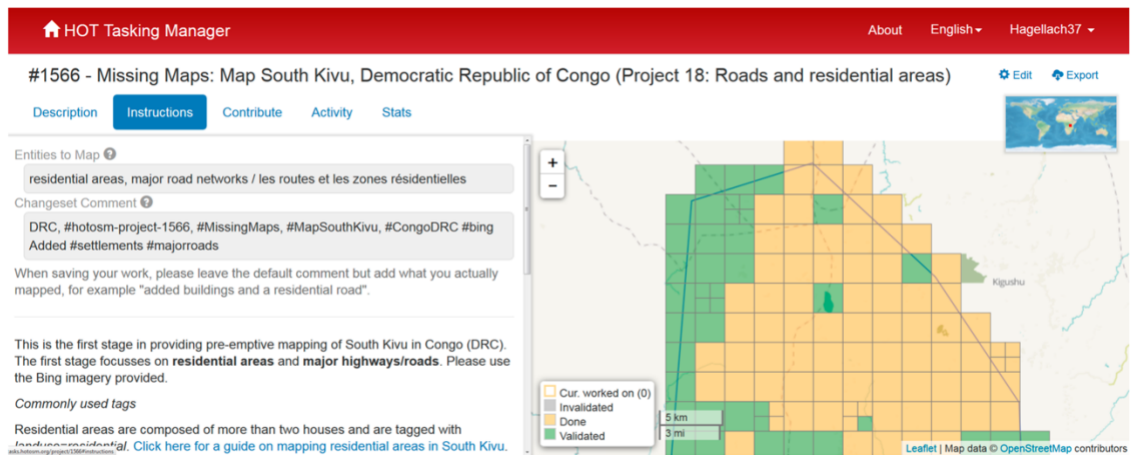 HOT Tasking Manager
About English Hagellach37
#1566 - Missing Maps: Map South Kivu, Democratic Republic of Congo (Project 18: Roads and residential areas)
Edit Export
Description Instructions Contribute Activity Stats
Entities to Map ?
residential areas, major road networks / les routes et les zones résidentielles
Changeset Comment ?
DRC, #hotosm-project-1566, #MissingMaps, #MapSouthKivu, #CongoDRC #bing
Added #settlements #majorroads
When saving your work, please leave the default comment but add what you actually
mapped, for example "added buildings and a residential road".
This is the first stage in providing pre-emptive mapping of South Kivu in Congo (DRC).
The first stage focusses on residential areas and major highways/roads. Please use
the Bing imagery provided.
Commonly used tags
Residential areas are composed of more than two houses and are tagged with
landuse=residential. Click here for a guide on mapping residential areas in South Kivu.
+
−
Kigushu
Cur. worked on (0)
Invalidated
Done
Validated
5 km
3 mi
Leaflet | Map data © OpenStreetMap contributors